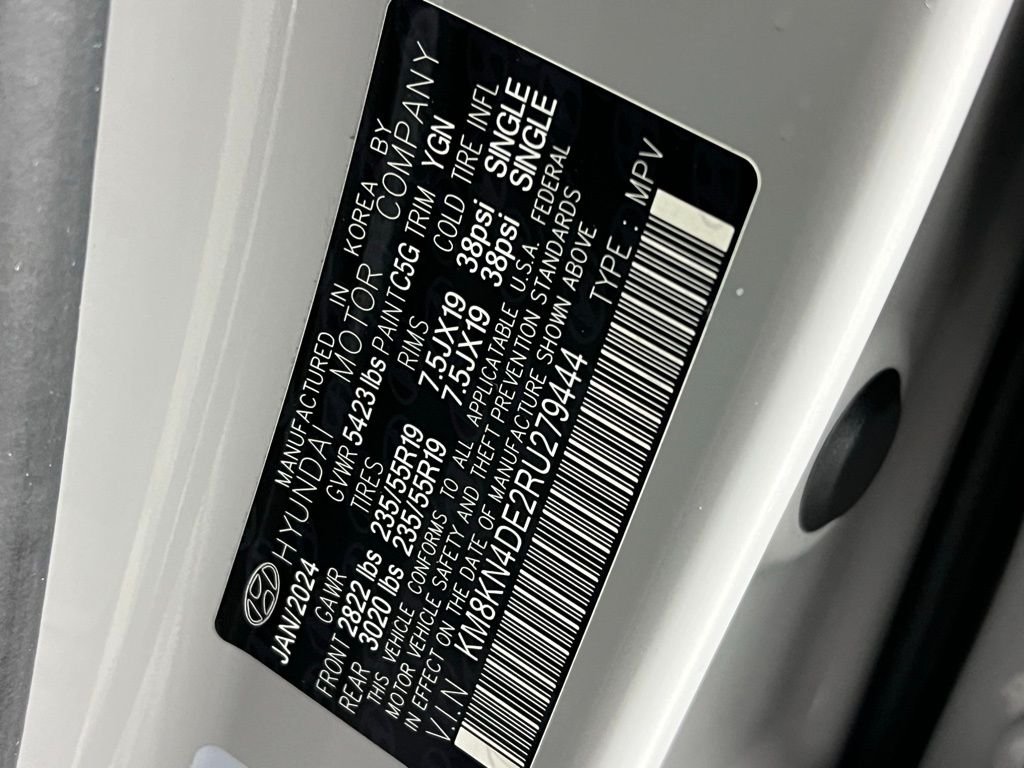 MANUFACTURED IN KOREA BY
HYUNDAI MOTOR COMPANY
JAN/2024 GVWR 5423lbs PAINT C5G TRIM YGN
GAWR TIRES RIMS COLD TIRE INFL
FRONT 2822 lbs 235/55R19 7.5JX19 38psi SINGLE
REAR 3020 lbs 235/55R19 7.5JX19 38psi SINGLE
THIS VEHICLE CONFORMS TO ALL APPLICABLE U.S.A. FEDERAL
MOTOR VEHICLE SAFETY AND THEFT PREVENTION STANDARDS
IN EFFECT ON THE DATE OF MANUFACTURE SHOWN ABOVE
VIN KM8KN4DE2RU279444 TYPE : MPV